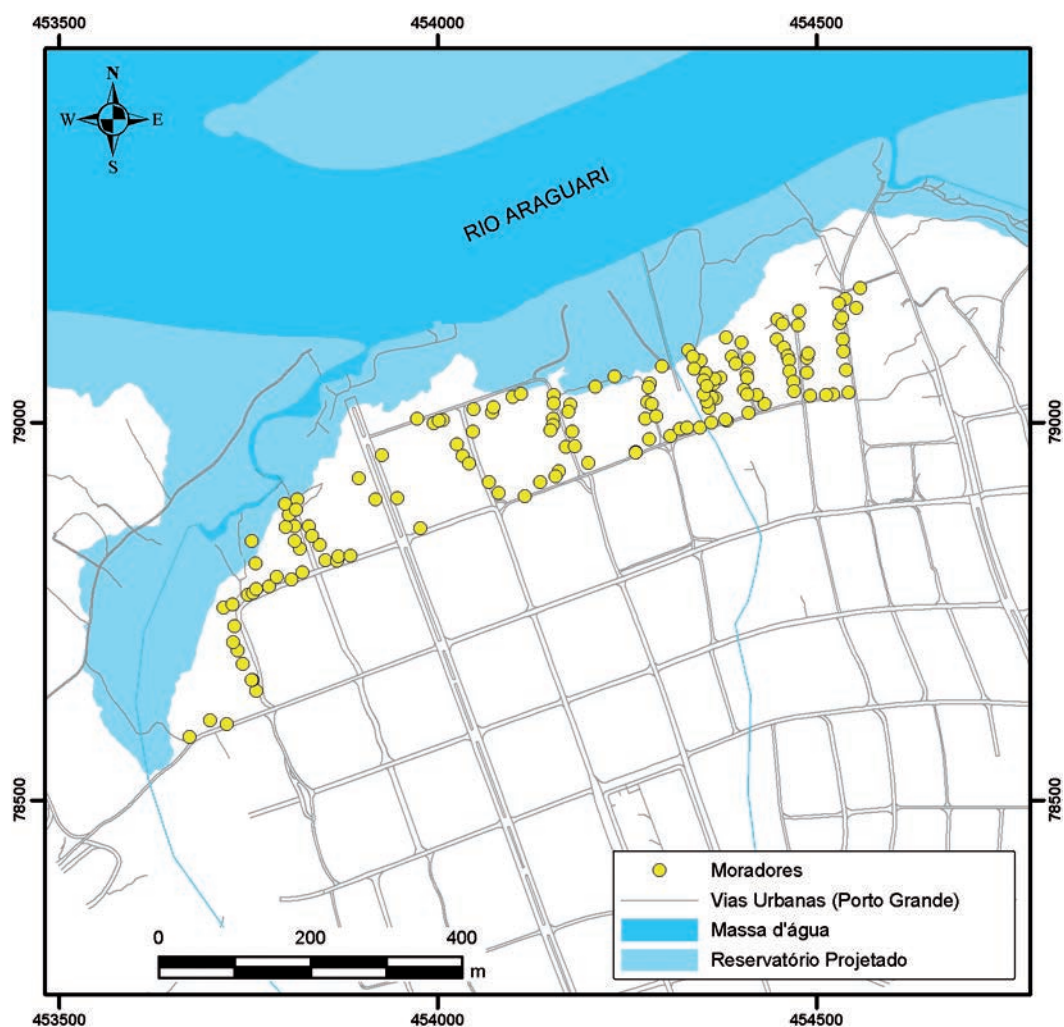 453500 454000 454500
N
W E
S
RIO ARAGUARI
79000 79000
78500 78500
Moradores
Vias Urbanas (Porto Grande)
Massa d'água
Reservatório Projetado
0 200 400
m
453500 454000 454500